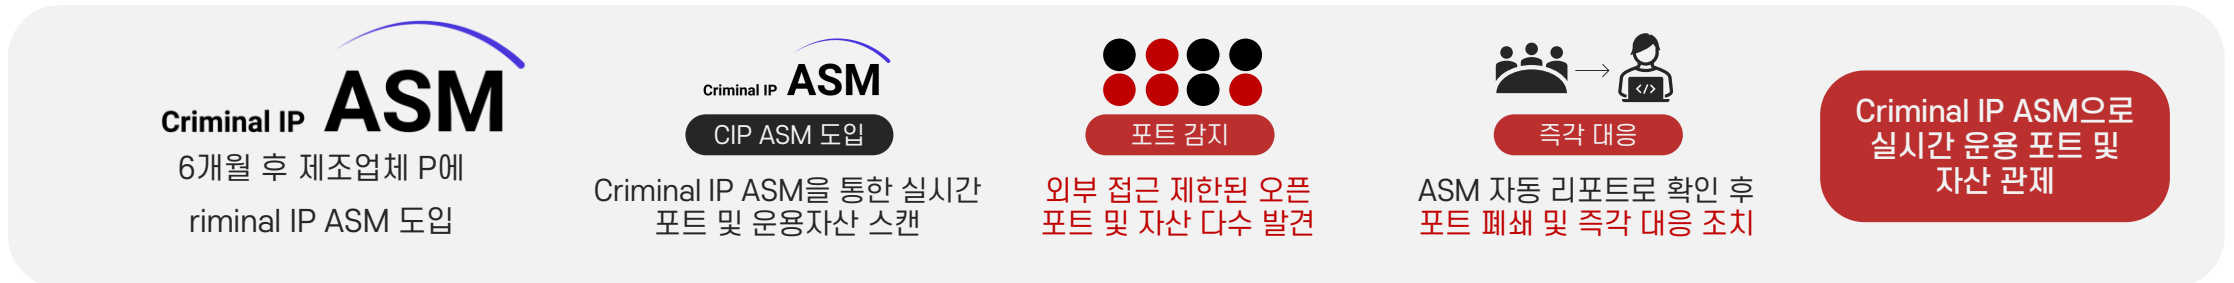 Criminal IP ASM
6개월 후 제조업체 P에
riminal IP ASM 도입
Criminal IP ASM
CIP ASM 도입
Criminal IP ASM을 통한 실시간
포트 및 운용자산 스캔
포트 감지
외부 접근 제한된 오픈
포트 및 자산 다수 발견
</>
즉각 대응
ASM 자동 리포트로 확인 후
포트 폐쇄 및 즉각 대응 조치
Criminal IP ASM으로
실시간 운용 포트 및
자산 관제